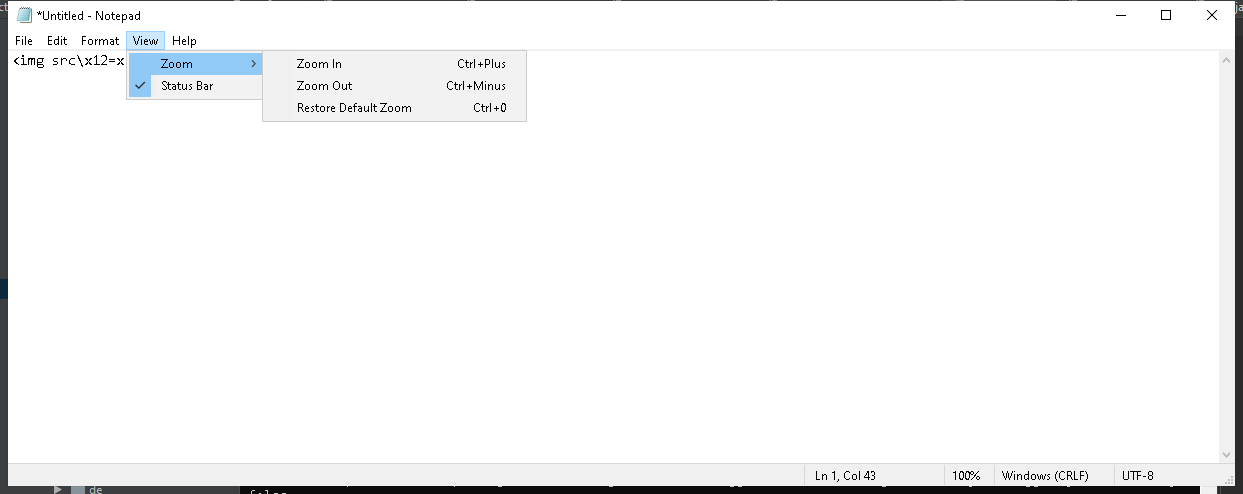 *Untitled - Notepad
File Edit Format View Help
<img src\x12=x
Zoom
Status Bar
Zoom In Ctrl+Plus
Zoom Out Ctrl+Minus
Restore Default Zoom Ctrl+0
Ln 1, Col 43 100% Windows (CRLF) UTF-8
de